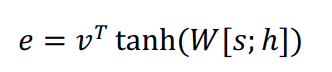 e = v^T tanh(W[s; h])